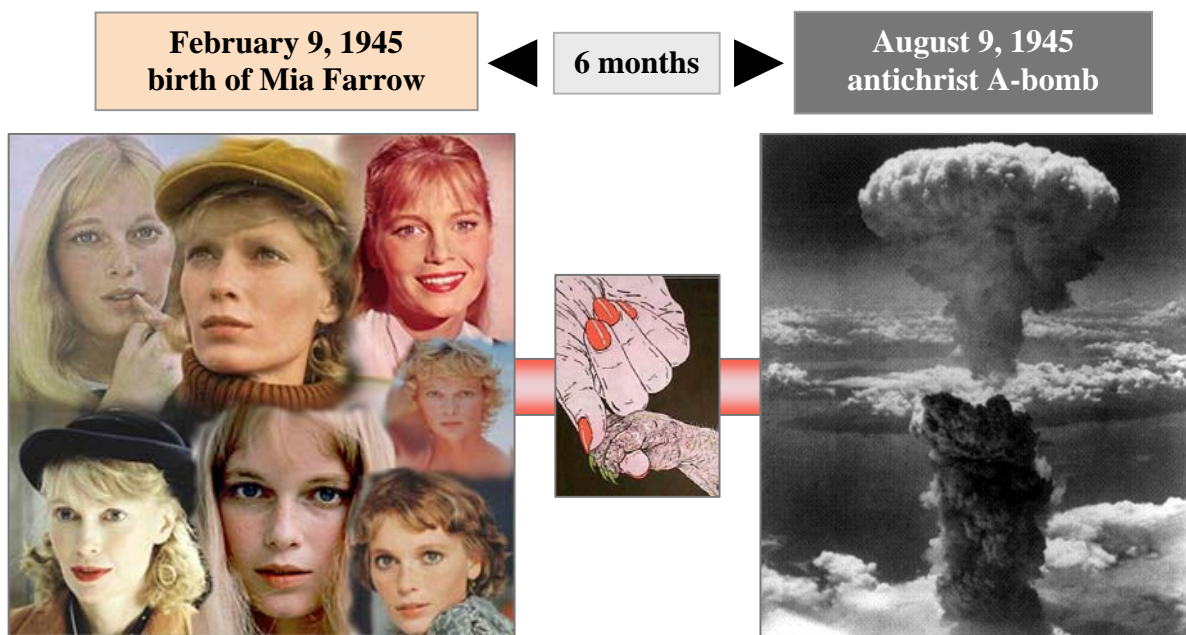 February 9, 1945
birth of Mia Farrow
6 months
August 9, 1945
antichrist A-bomb